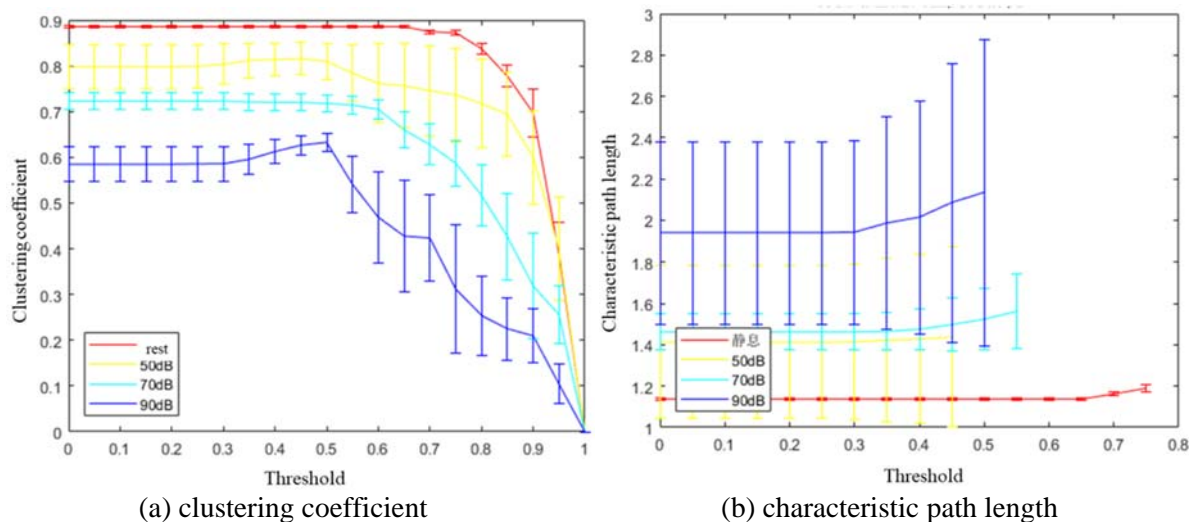 1
0.9
0.8
0.7
0.6
0.5
0.4
0.3
0.2
0.1
0
Clustering coefficient
rest
50dB
70dB
90dB
0 0.1 0.2 0.3 0.4 0.5 0.6 0.7 0.8 0.9 1
Threshold
(a) clustering coefficient
3
2.8
2.6
2.4
2.2
2
1.8
1.6
1.4
1.2
1
Characteristic path length
静息
50dB
70dB
90dB
0 0.1 0.2 0.3 0.4 0.5 0.6 0.7 0.8
Threshold
(b) characteristic path length